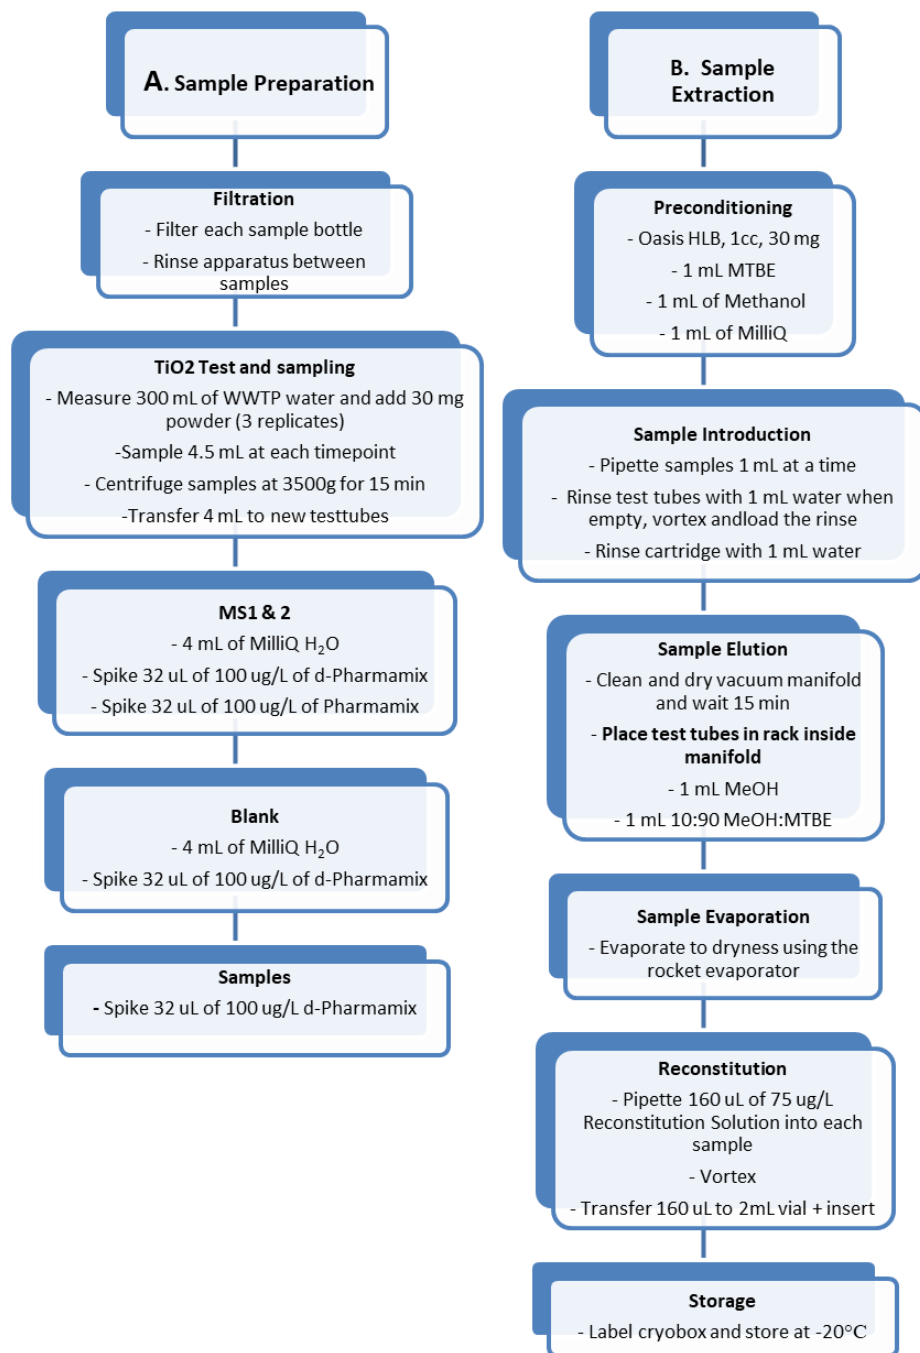 A. Sample Preparation
Filtration
- Filter each sample bottle
- Rinse apparatus between
samples
TiO2 Test and sampling
- Measure 300 mL of WWTP water and add 30 mg
powder (3 replicates)
-Sample 4.5 mL at each timepoint
- Centrifuge samples at 3500g for 15 min
-Transfer 4 mL to new testtubes
MS1 & 2
- 4 mL of MilliQ H₂O
- Spike 32 uL of 100 ug/L of d-Pharmamix
- Spike 32 uL of 100 ug/L of Pharmamix
Blank
- 4 mL of MilliQ H₂O
- Spike 32 uL of 100 ug/L of d-Pharmamix
Samples
- Spike 32 uL of 100 ug/L d-Pharmamix
B. Sample
Extraction
Preconditioning
- Oasis HLB, 1cc, 30 mg
- 1 mL MTBE
- 1 mL of Methanol
- 1 mL of MilliQ
Sample Introduction
- Pipette samples 1 mL at a time
- Rinse test tubes with 1 mL water when
empty, vortex andload the rinse
- Rinse cartridge with 1 mL water
Sample Elution
- Clean and dry vacuum manifold
and wait 15 min
- Place test tubes in rack inside
manifold
- 1 mL MeOH
- 1 mL 10:90 MeOH:MTBE
Sample Evaporation
- Evaporate to dryness using the
rocket evaporator
Reconstitution
- Pipette 160 uL of 75 ug/L
Reconstitution Solution into each
sample
- Vortex
- Transfer 160 uL to 2mL vial + insert
Storage
- Label cryobox and store at -20°C